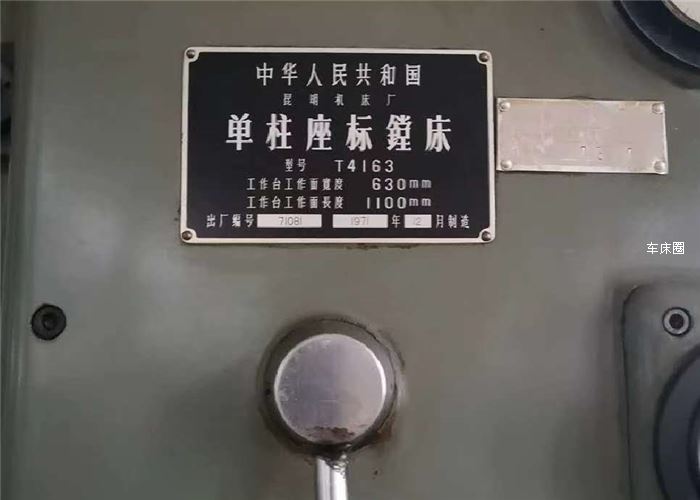 中华人民共和国
昆明机床厂
单柱座标鏜床
型号 T4163
工作台工作面宽度 630mm
工作台工作面长度 1100mm
出厂编号 71081 1971 年 12 月制造
车床圈